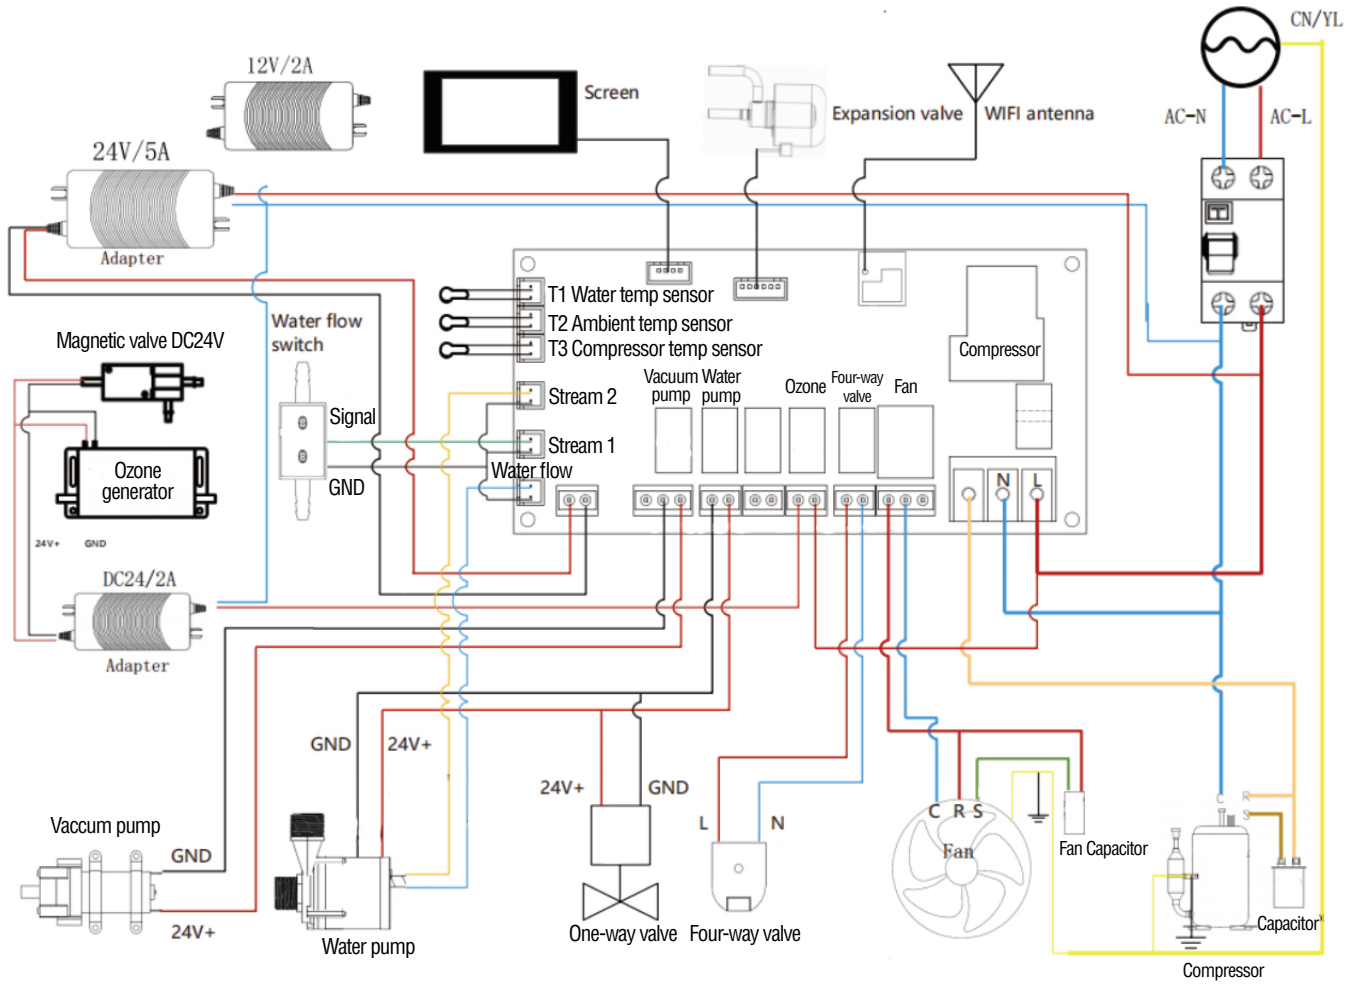 CN/YL
12V/2A
Screen
Expansion valve
WIFI antenna
AC-N
AC-L
24V/5A
Adapter
T1 Water temp sensor
T2 Ambient temp sensor
T3 Compressor temp sensor
Water flow
switch
Magnetic valve DC24V
Compressor
Vacuum
pump
Water
pump
Ozone
Four-way
valve
Fan
Stream 2
Signal
Stream 1
Water flow
GND
Ozone
generator
N
L
24V+
GND
DC24/2A
Adapter
GND
24V+
24V+
GND
Vaccum pump
GND
24V+
Water pump
One-way valve
L
N
Four-way valve
C
R
S
Fan
Fan Capacitor
C
R
S
Capacitor
Compressor